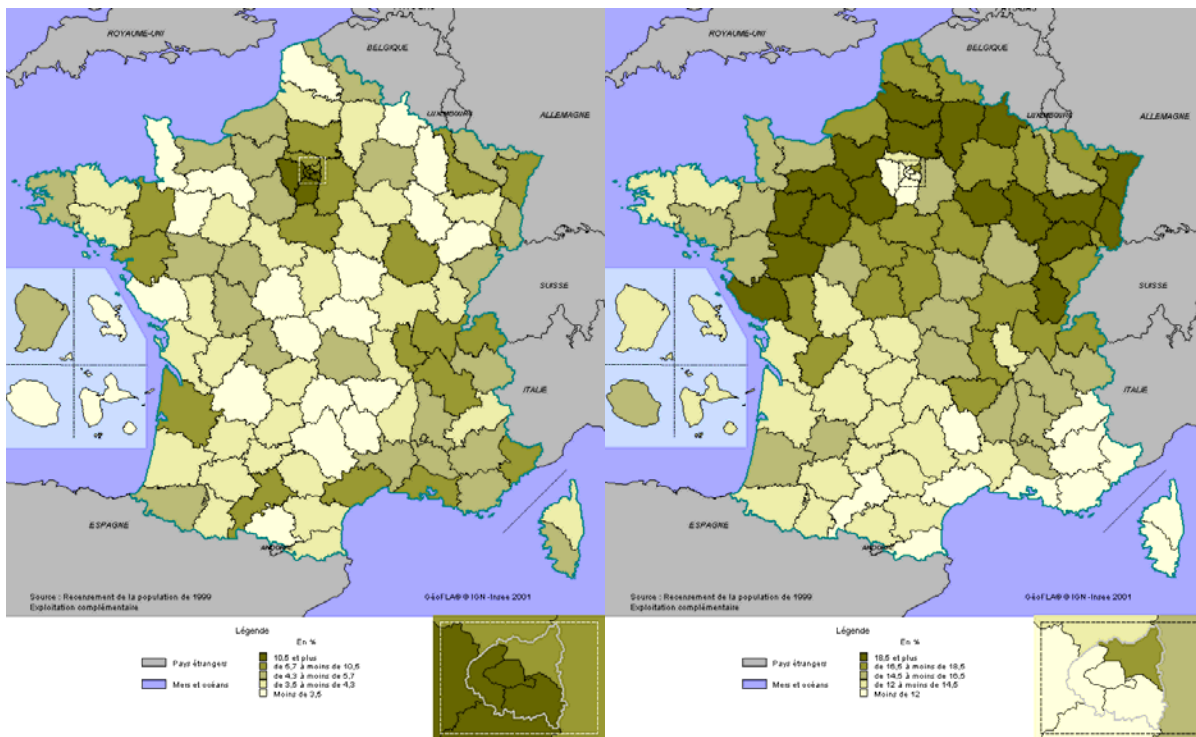 ROYAUME-UNI
BELGIQUE
LUXEMBOURG
ALLEMAGNE
SUISSE
ITALIE
ESPAGNE
ANDORRE
Source : Recensement de la population de 1999
Exploitation complémentaire
GéoFLA® © IGN -Insee 2001
Légende
En %
Pays étrangers
Mers et océans
10,5 et plus
de 5,7 à moins de 10,5
de 4,3 à moins de 5,7
de 3,5 à moins de 4,3
Moins de 3,5
ROYAUME-UNI
BELGIQUE
LUXEMBOURG
ALLEMAGNE
SUISSE
ITALIE
ESPAGNE
ANDORRE
Source : Recensement de la population de 1999
Exploitation complémentaire
GéoFLA® © IGN -Insee 2001
Légende
En %
Pays étrangers
Mers et océans
18,5 et plus
de 16,5 à moins de 18,5
de 14,5 à moins de 16,5
de 12 à moins de 14,5
Moins de 12